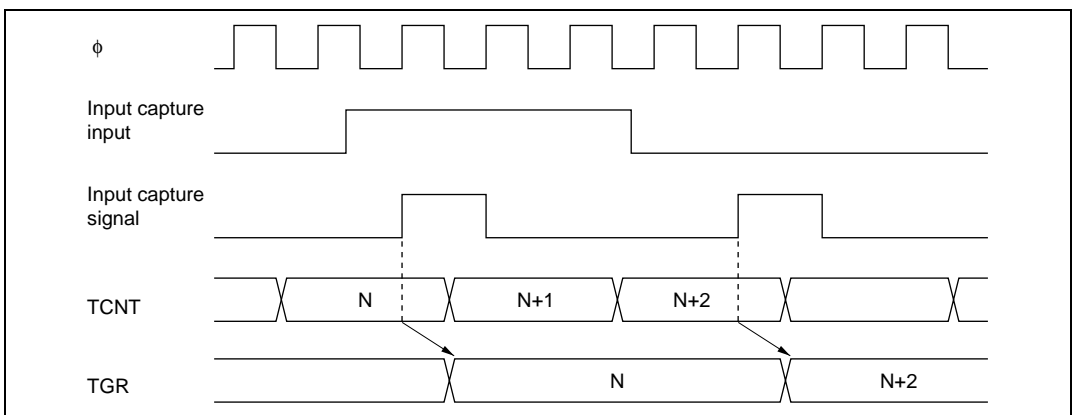 ϕ
Input capture
input
Input capture
signal
TCNT N N+1 N+2
TGR N N+2